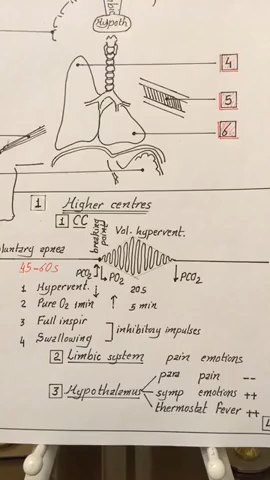 Hypoth
4
5
6
1 Higher centres
1 CC
breaking point
Vol. hypervent.
luntary apnea
45-60s
PCO2 ↑ ↓ PO2
↓ PCO2
1 Hypervent. ↓ 20s
2 Pure O2 1min ↑ 5 min
3 Full inspir
4 Swallowing
] inhibitory impulses
2 Limbic system pain emotions
3 Hypothalamus
para pain --
symp emotions ++
thermostat fever ++